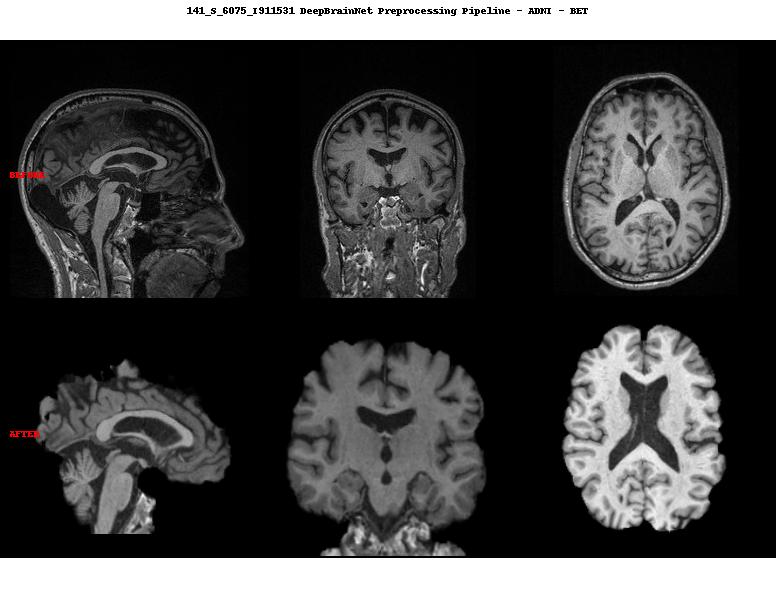 141_S_6075_I911531 DeepBrainNet Preprocessing Pipeline - ADNI - BET
BEFORE
AFTER